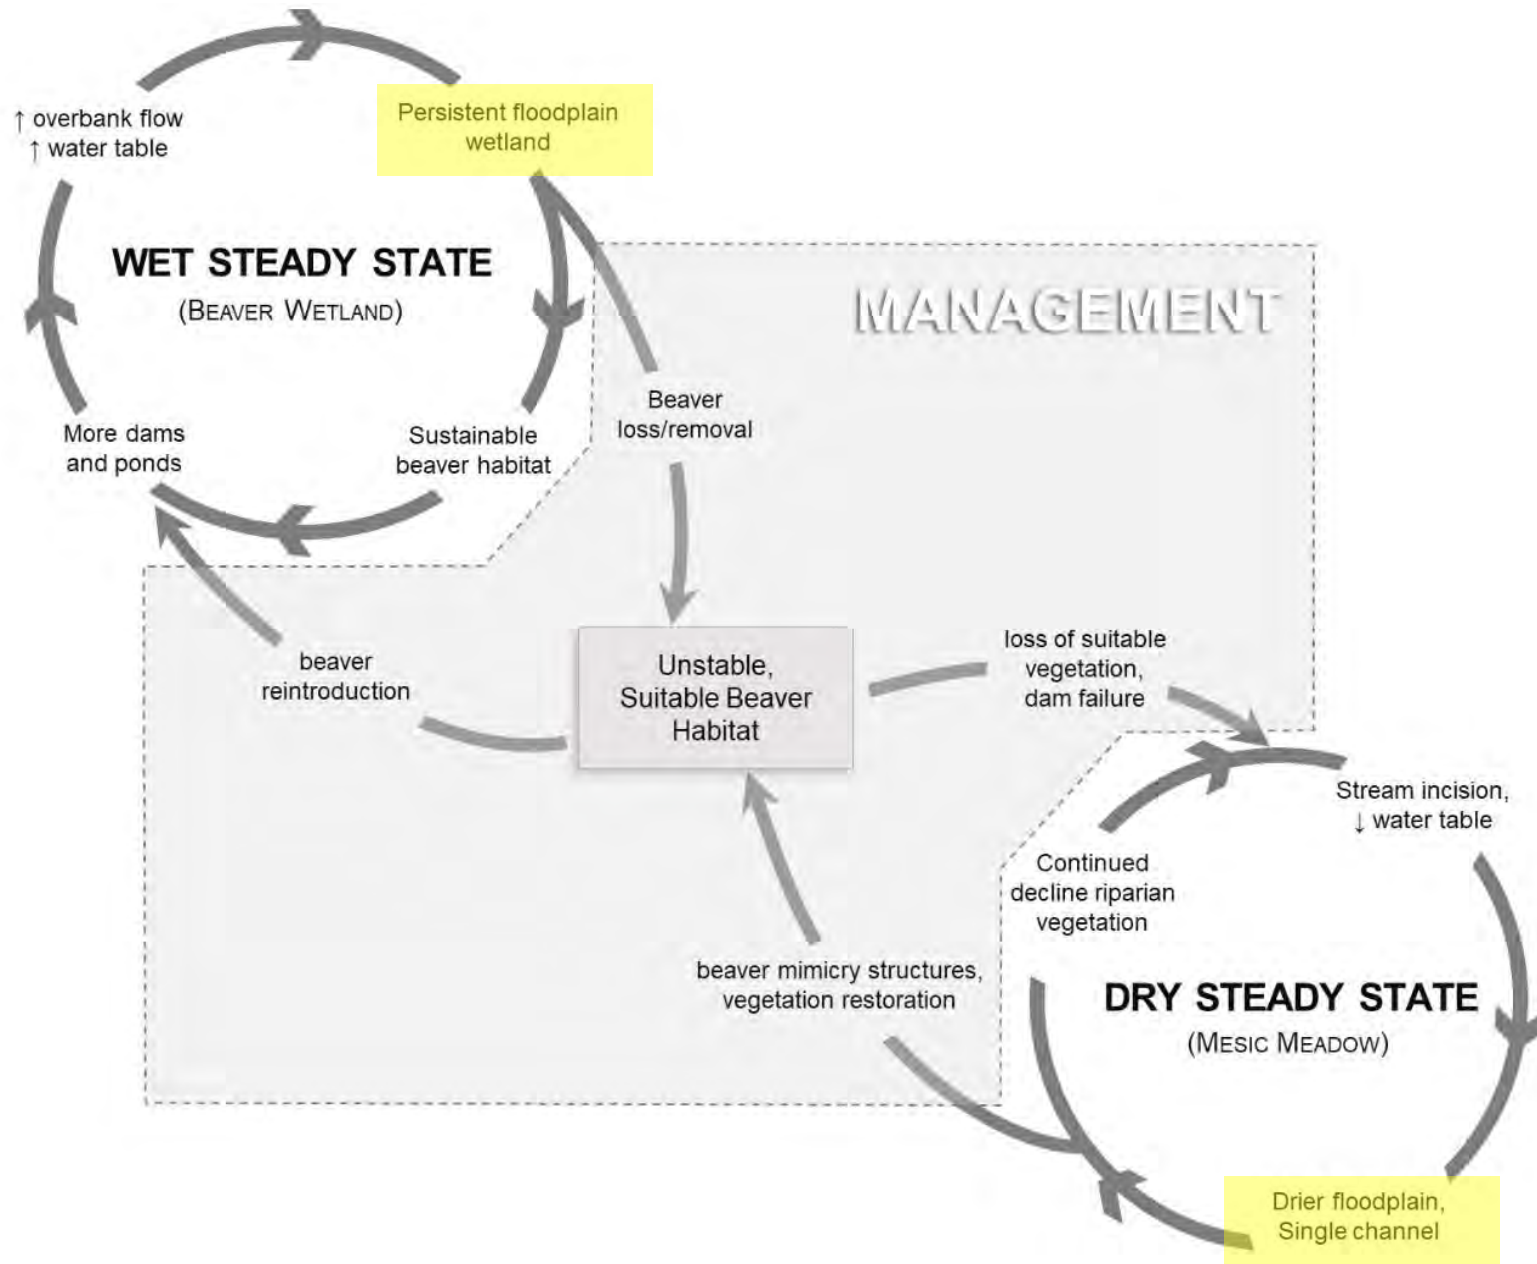 ↑ overbank flow
↑ water table
Persistent floodplain
wetland
WET STEADY STATE
(BEAVER WETLAND)
More dams
and ponds
Sustainable
beaver habitat
MANAGEMENT
Beaver
loss/removal
beaver
reintroduction
Unstable,
Suitable Beaver
Habitat
loss of suitable
vegetation,
dam failure
Stream incision,
↓ water table
Continued
decline riparian
vegetation
beaver mimicry structures,
vegetation restoration
DRY STEADY STATE
(MESIC MEADOW)
Drier floodplain,
Single channel